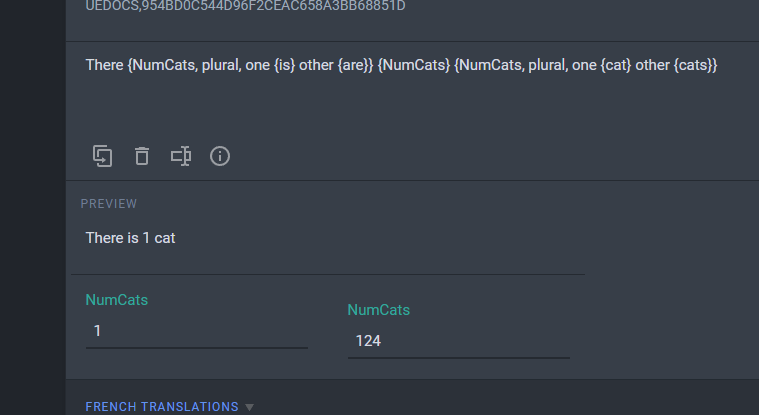 UEDOCS,954BD0C544D96F2CEAC658A3BB68851D
There {NumCats, plural, one {is} other {are}} {NumCats} {NumCats, plural, one {cat} other {cats}}
PREVIEW
There is 1 cat
NumCats
NumCats
1
124
FRENCH TRANSLATIONS